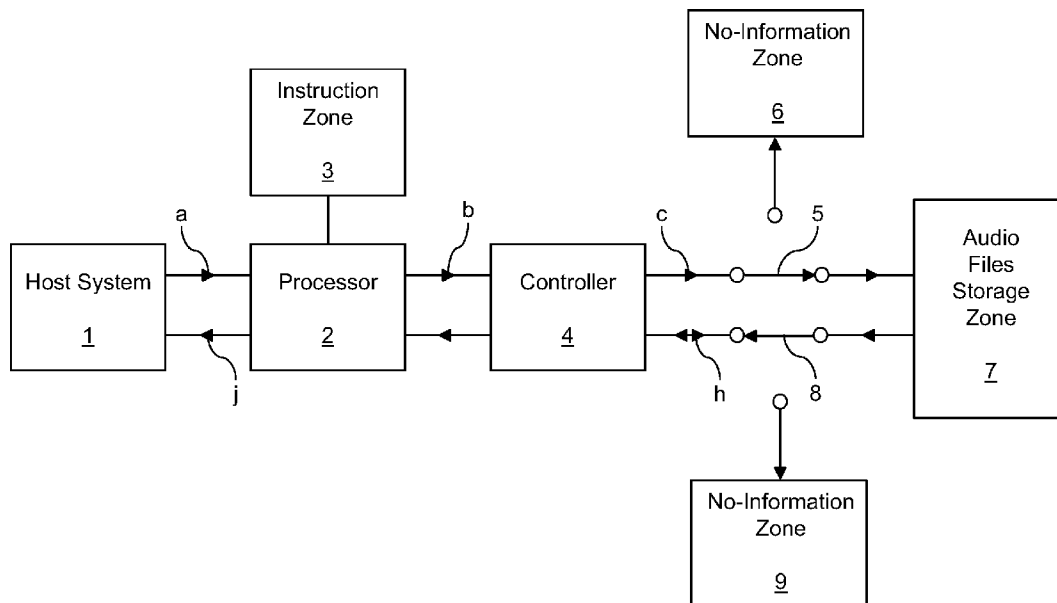 No-Information
Zone
6
Instruction
Zone
3
a
b
c
5
Host System
1
Processor
2
Controller
4
Audio
Files
Storage
Zone
7
j
h
8
No-Information
Zone
9